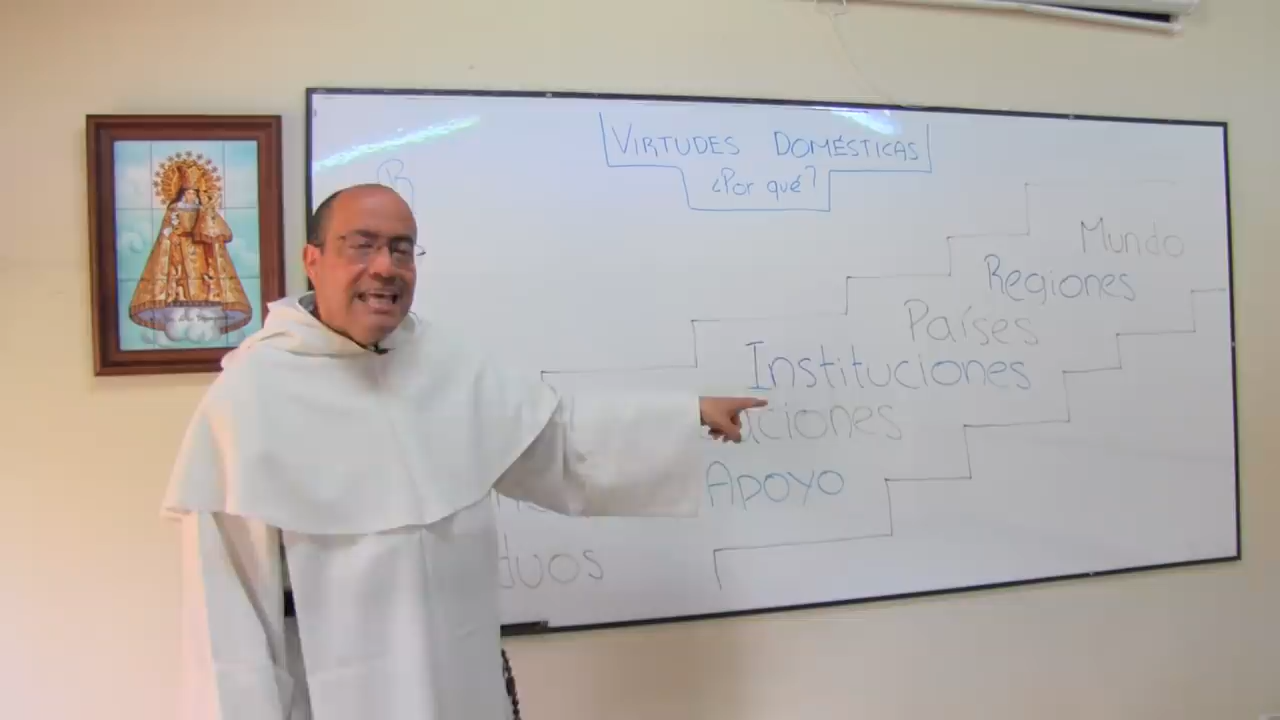 VIRTUDES DOMÉSTICAS
¿Por qué?
Mundo
Regiones
Países
Instituciones
Apoyo